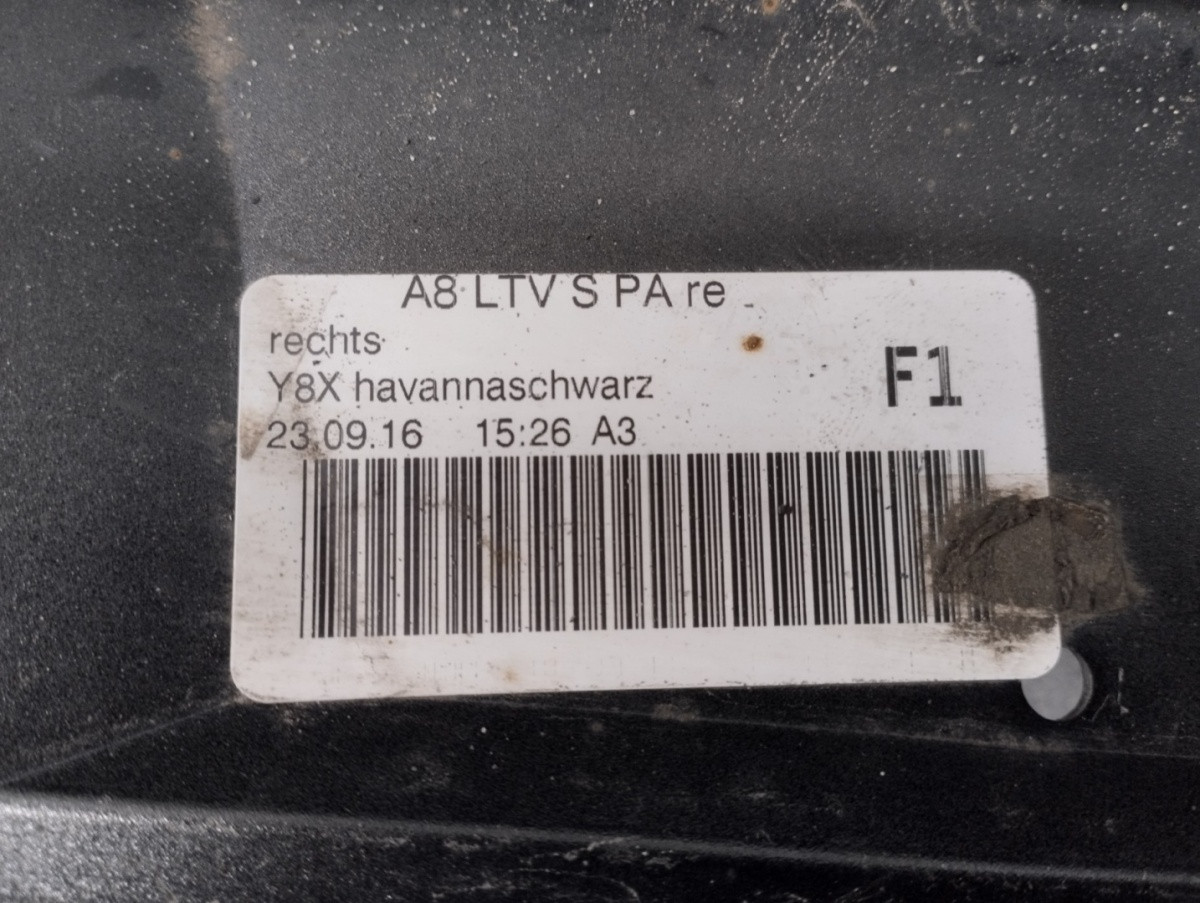 A8 LTV S PA re
rechts
F1
Y8X havannaschwarz
23.09.16 15:26 A3